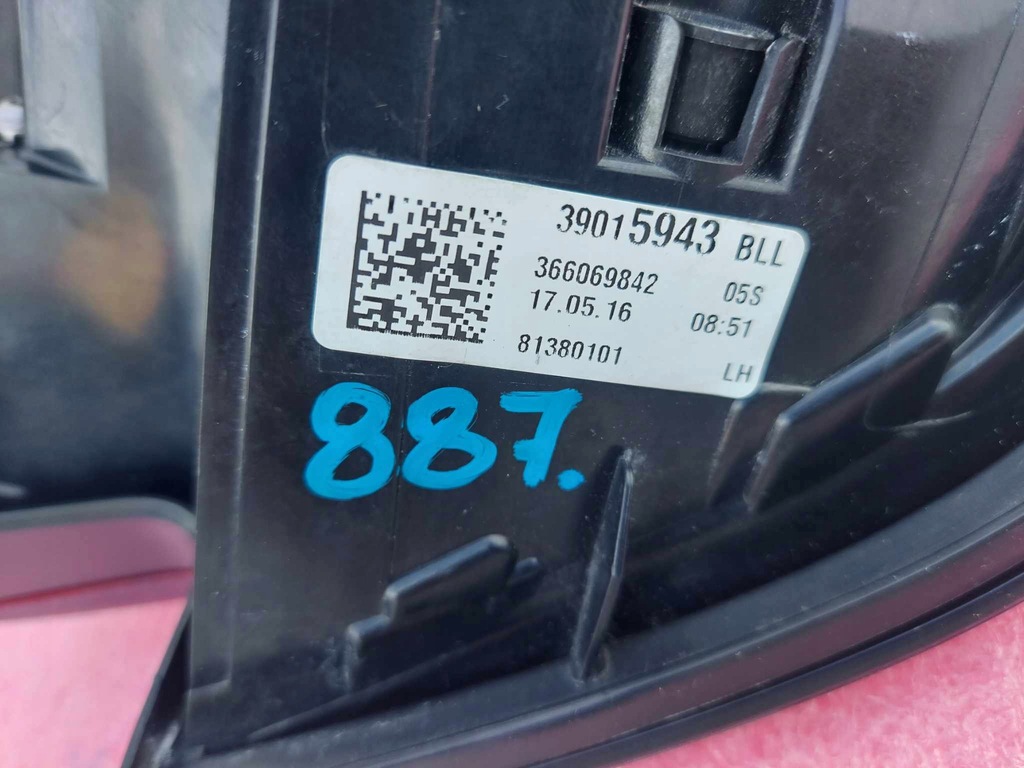 39015943 BLL
366069842 05S
17.05.16 08:51
81380101 LH
887.